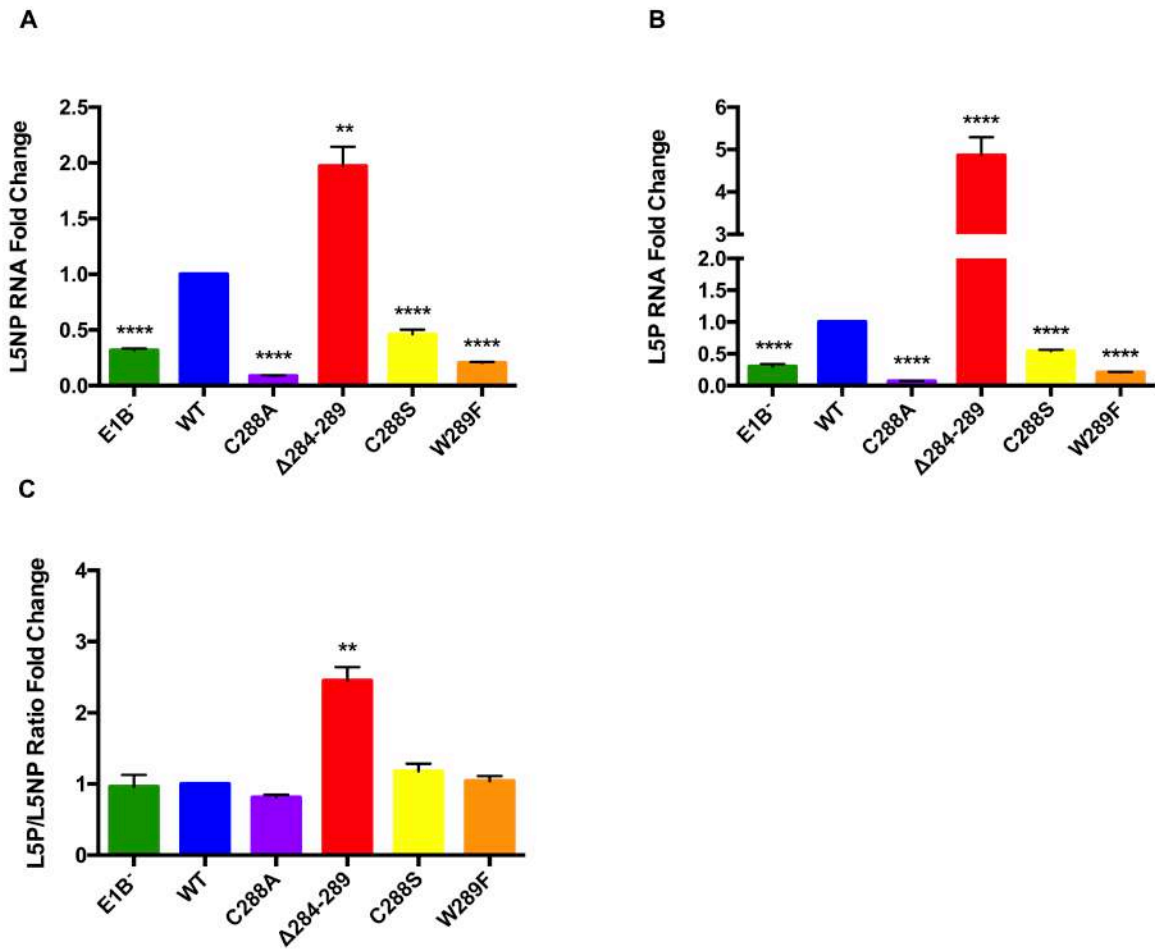 A
L5NP RNA Fold Change
2.5
2.0
1.5
1.0
0.5
0.0
****
**
****
****
****
E1B-
WT
C288A
Δ284-289
C288S
W289F
B
L5P RNA Fold Change
6
5
4
3
2.0
1.5
1.0
0.5
0.0
****
****
****
****
****
E1B-
WT
C288A
Δ284-289
C288S
W289F
C
L5P/L5NP Ratio Fold Change
4
3
2
1
0
**
E1B-
WT
C288A
Δ284-289
C288S
W289F